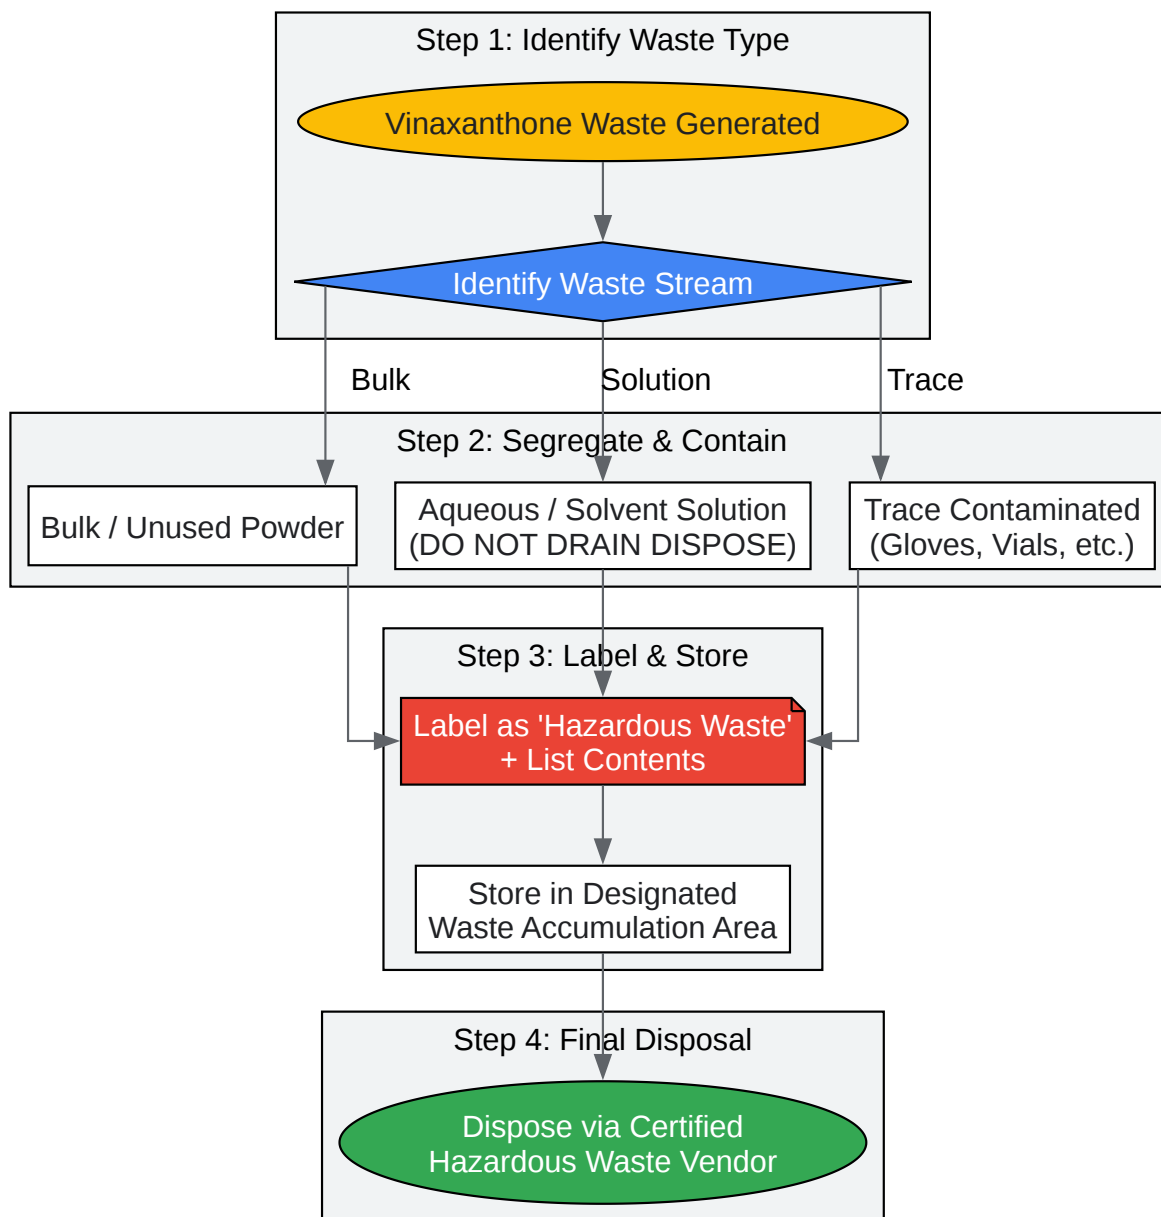 Step 1: Identify Waste Type
Vinaxanthone Waste Generated
Identify Waste Stream
Bulk
Solution
Trace
Step 2: Segregate & Contain
Bulk / Unused Powder
Aqueous / Solvent Solution
(DO NOT DRAIN DISPOSE)
Trace Contaminated
(Gloves, Vials, etc.)
Step 3: Label & Store
Label as 'Hazardous Waste'
+ List Contents
Store in Designated
Waste Accumulation Area
Step 4: Final Disposal
Dispose via Certified
Hazardous Waste Vendor